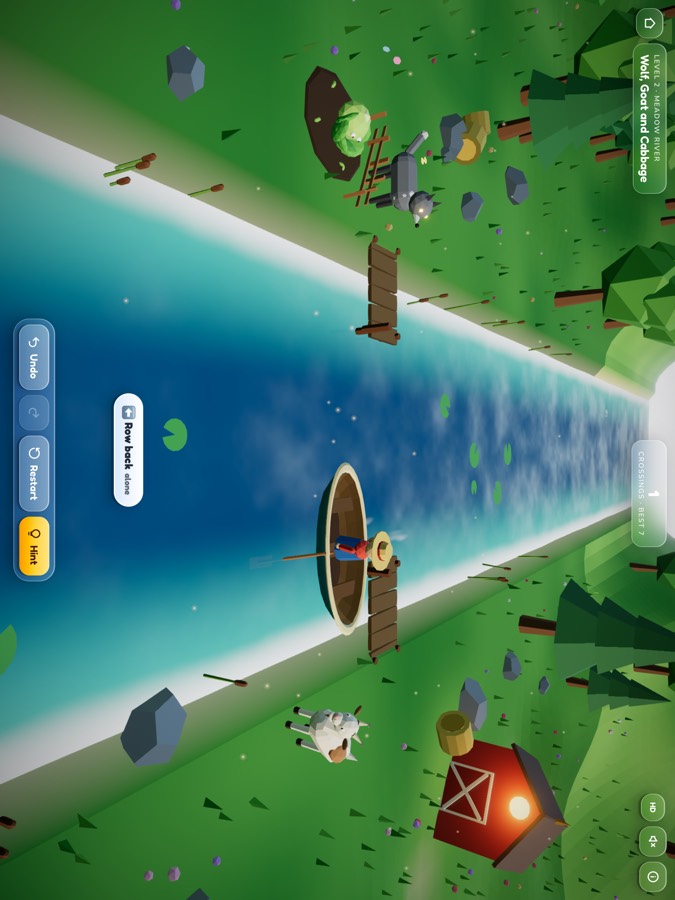 LEVEL 2 · MEADOW RIVER
Wolf, Goat and Cabbage
1
CROSSINGS · BEST 7
HD
Row back alone
Undo
Restart
Hint